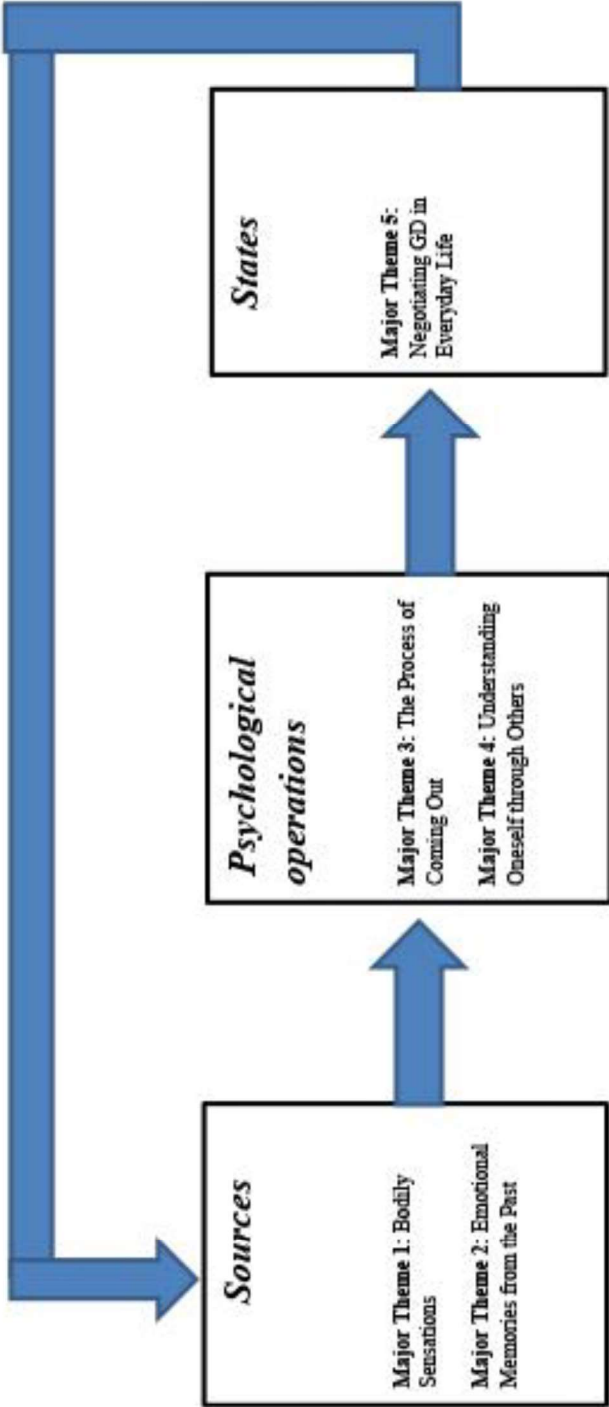 Sources
Major Theme 1: Bodily
Sensations
Major Theme 2: Emotional
Memories from the Past
Psychological
operations
Major Theme 3: The Process of
Coming Out
Major Theme 4: Understanding
Oneself through Others
States
Major Theme 5:
Negotiating GD in
Everyday Life